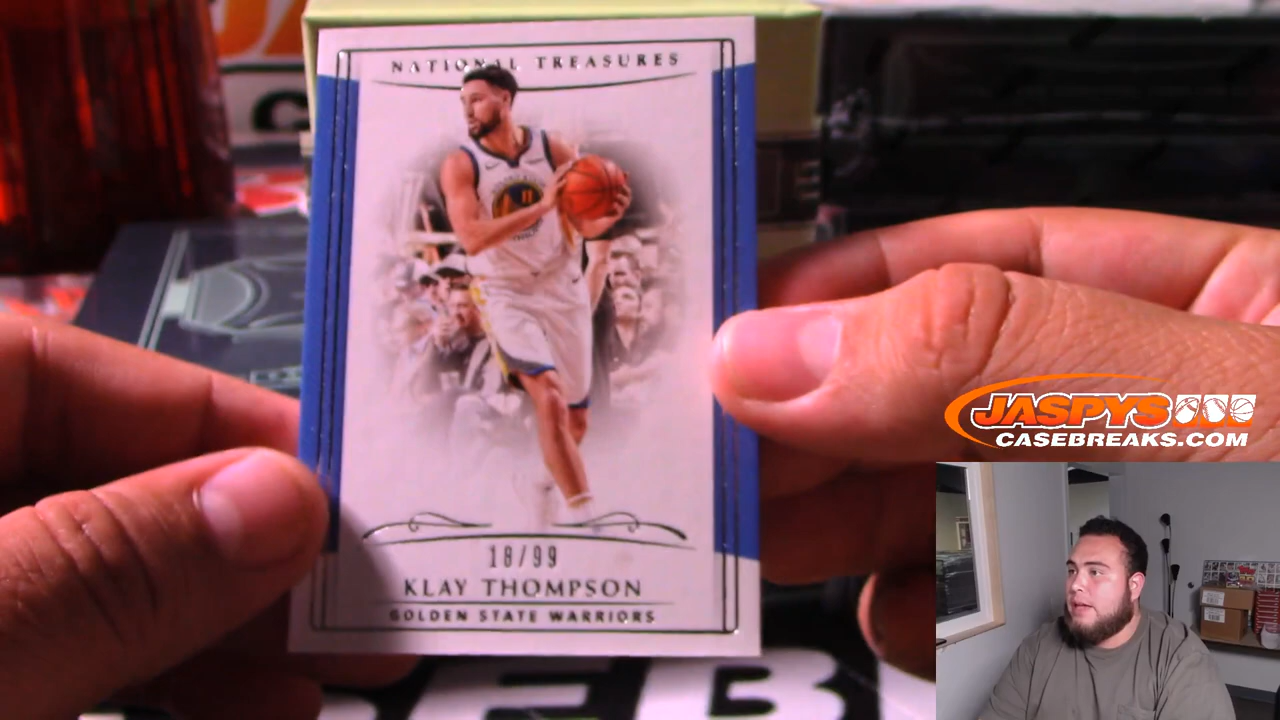 NATIONAL TREASURES
18/99
KLAY THOMPSON
GOLDEN STATE WARRIORS
JASPYS
CASEBREAKS.COM